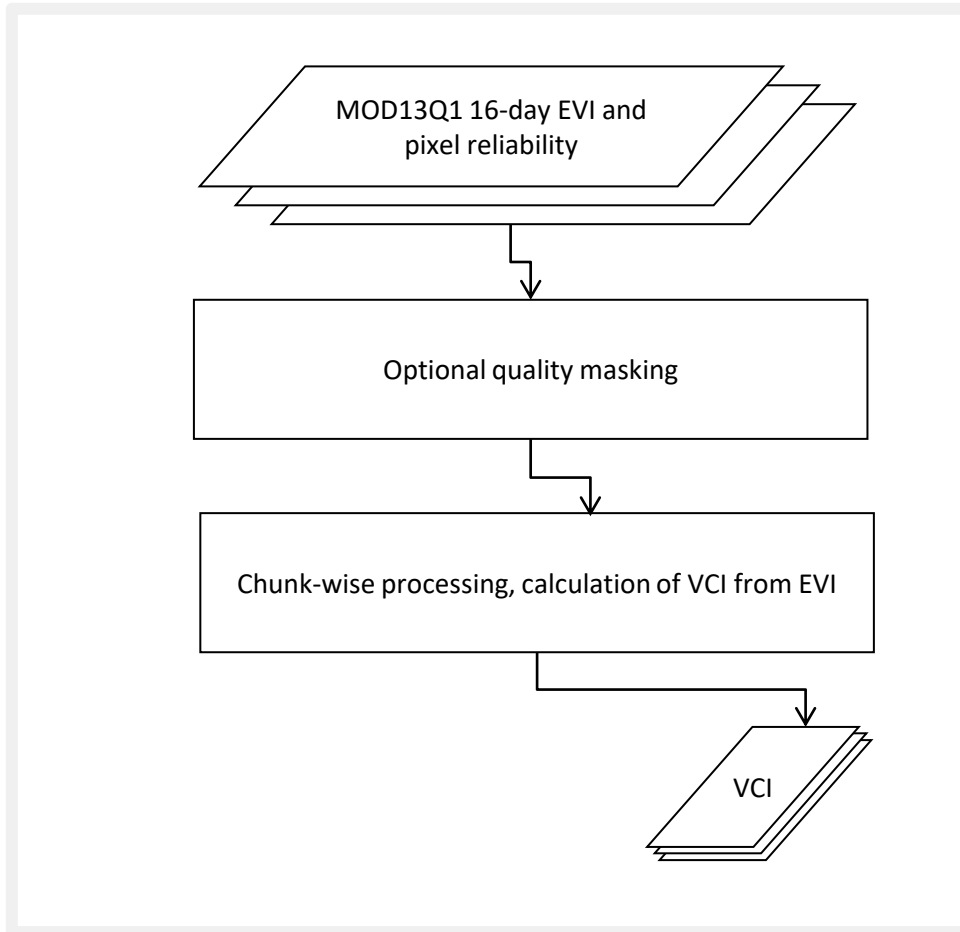 MOD13Q1 16-day EVI and
pixel reliability
Optional quality masking
Chunk-wise processing, calculation of VCI from EVI
VCI